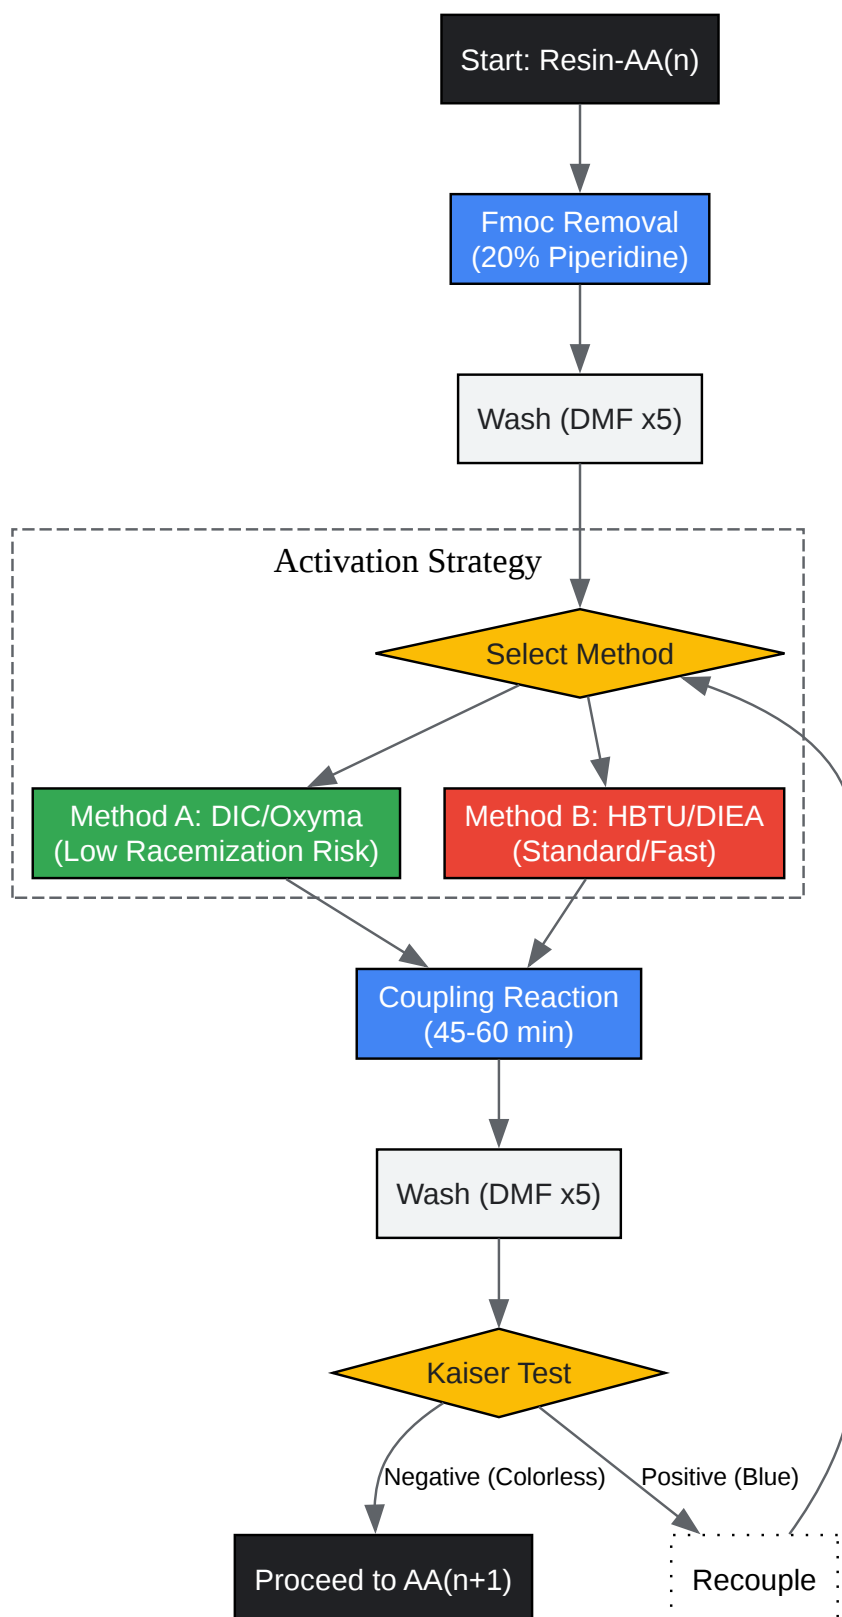 Start: Resin-AA(n)
Fmoc Removal
(20% Piperidine)
Wash (DMF x5)
Activation Strategy
Select Method
Method A: DIC/Oxyma
(Low Racemization Risk)
Method B: HBTU/DIEA
(Standard/Fast)
Coupling Reaction
(45-60 min)
Wash (DMF x5)
Kaiser Test
Negative (Colorless)
Positive (Blue)
Proceed to AA(n+1)
Recouple